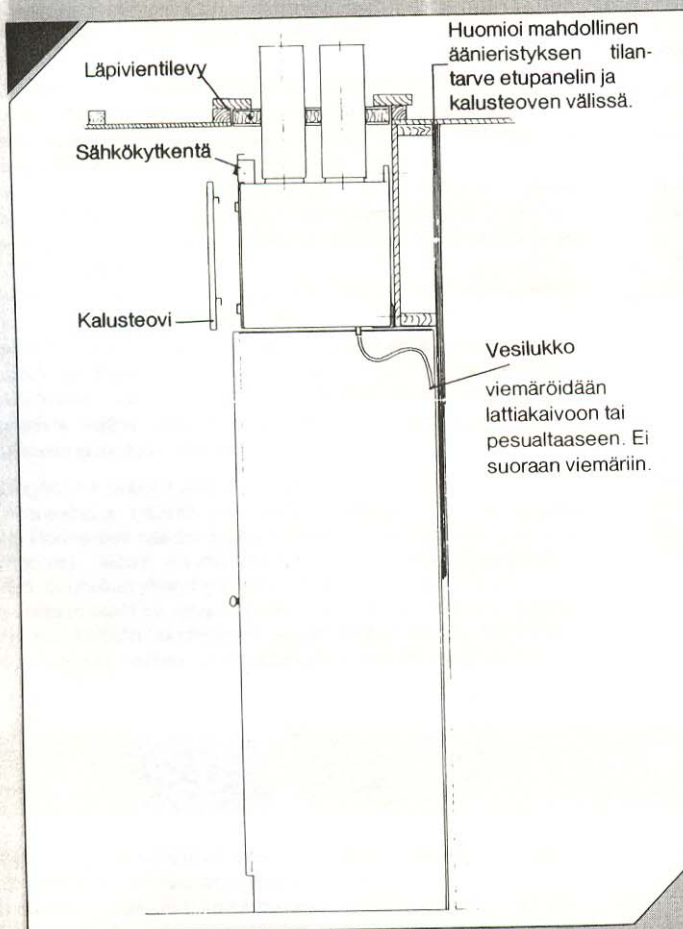 Huomioi mahdollinen
äänieristyksen tilan-
tarve etupanelin ja
kalusteoven välissä.
Läpivientilevy
Sähkökytkentä
Kalusteovi
Vesilukko
viemäröidään
lattiakaivoon tai
pesualtaaseen. Ei
suoraan viemäriin.